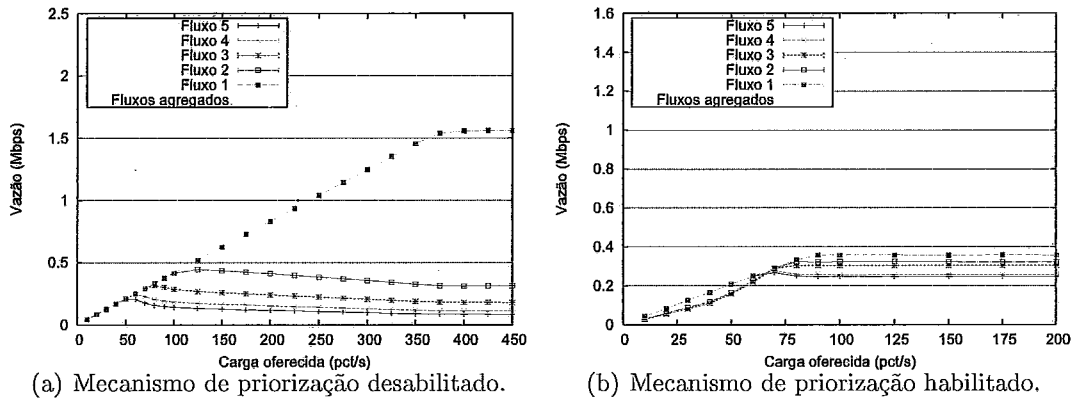 2.5
2
1.5
1
0.5
0
Vazão (Mbps)
Fluxo 5
Fluxo 4
Fluxo 3
Fluxo 2
Fluxo 1
Fluxos agregados
0 50 100 150 200 250 300 350 400 450
Carga oferecida (pct/s)
(a) Mecanismo de priorização desabilitado.
1.6
1.4
1.2
1
0.8
0.6
0.4
0.2
0
Vazão (Mbps)
Fluxo 5
Fluxo 4
Fluxo 3
Fluxo 2
Fluxo 1
Fluxos agregados
0 25 50 75 100 125 150 175 200
Carga oferecida (pct/s)
(b) Mecanismo de priorização habilitado.